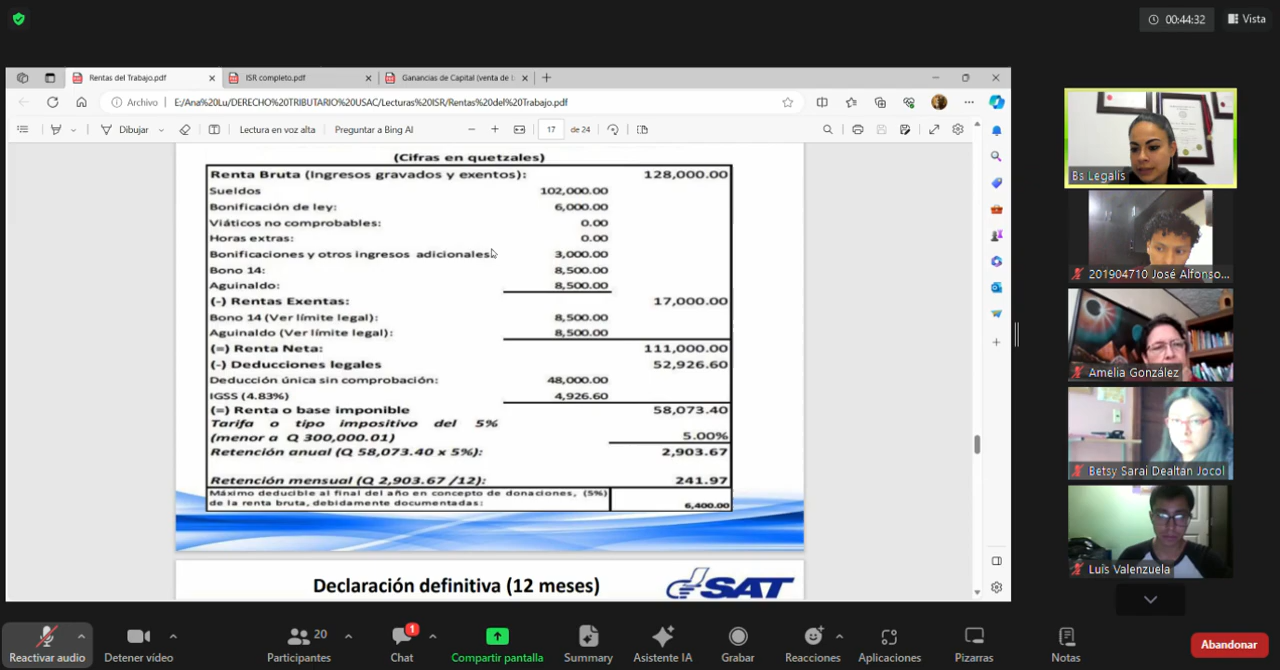 00:44:32
Vista
Rentas del Trabajo.pdf
ISR completo.pdf
Ganancias de Capital (venta de
Archivo
E:/Ana%20Lu/DERECHO%20TRIBUTARIO%20USAC/Lecturas%20ISR/Rentas%20del%20Trabajo.pdf
Dibujar
Lectura en voz alta
Preguntar a Bing AI
17
de 24
(Cifras en quetzales)
Renta Bruta (Ingresos gravados y exentos): 128,000.00
Sueldos 102,000.00
Bonificación de ley: 6,000.00
Viáticos no comprobables: 0.00
Horas extras: 0.00
Bonificaciones y otros ingresos adicionales: 3,000.00
Bono 14: 8,500.00
Aguinaldo: 8,500.00
(-) Rentas Exentas: 17,000.00
Bono 14 (Ver límite legal): 8,500.00
Aguinaldo (Ver límite legal): 8,500.00
(=) Renta Neta: 111,000.00
(-) Deducciones legales 52,926.60
Deducción única sin comprobación: 48,000.00
IGSS (4.83%) 4,926.60
(=) Renta o base imponible 58,073.40
Tarifa o tipo impositivo del 5%
(menor a Q 300,000.01) 5.00%
Retención anual (Q 58,073.40 x 5%): 2,903.67
Retención mensual (Q 2,903.67 /12): 241.97
Máximo deducible al final del año en concepto de donaciones, (5%)
de la renta bruta, debidamente documentadas: 6,400.00
Declaración definitiva (12 meses)
SAT
Bs Legalis
201904710 José Alfonso...
Amelia González
Betsy Sarai Dealtán Jocol
Luis Valenzuela
Reactivar audio
Detener vídeo
Participantes
20
Chat
1
Compartir pantalla
Summary
Asistente IA
Grabar
Reacciones
Aplicaciones
Pizarras
Notas
Abandonar